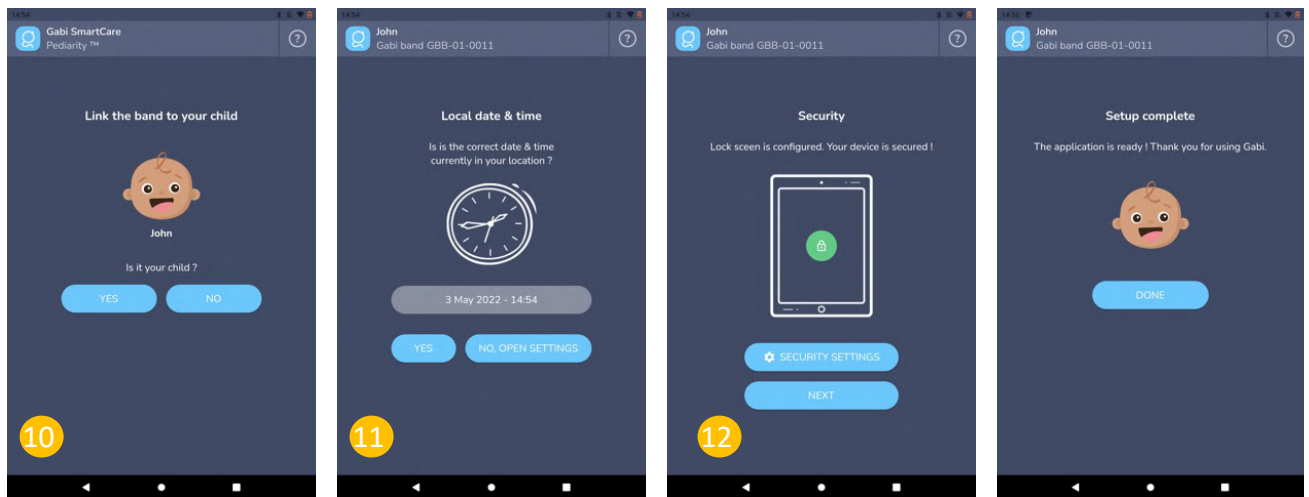 14:54
Gabi SmartCare
Pediarity ™
?
Link the band to your child
John
Is it your child ?
YES NO
10
14:54
John
Gabi band GBB-01-0011
?
Local date & time
Is is the correct date & time
currently in your location ?
3 May 2022 - 14:54
YES NO, OPEN SETTINGS
11
14:54
John
Gabi band GBB-01-0011
?
Security
Lock sceen is configured. Your device is secured !
SECURITY SETTINGS
NEXT
12
14:56
John
Gabi band GBB-01-0011
?
Setup complete
The application is ready ! Thank you for using Gabi.
DONE